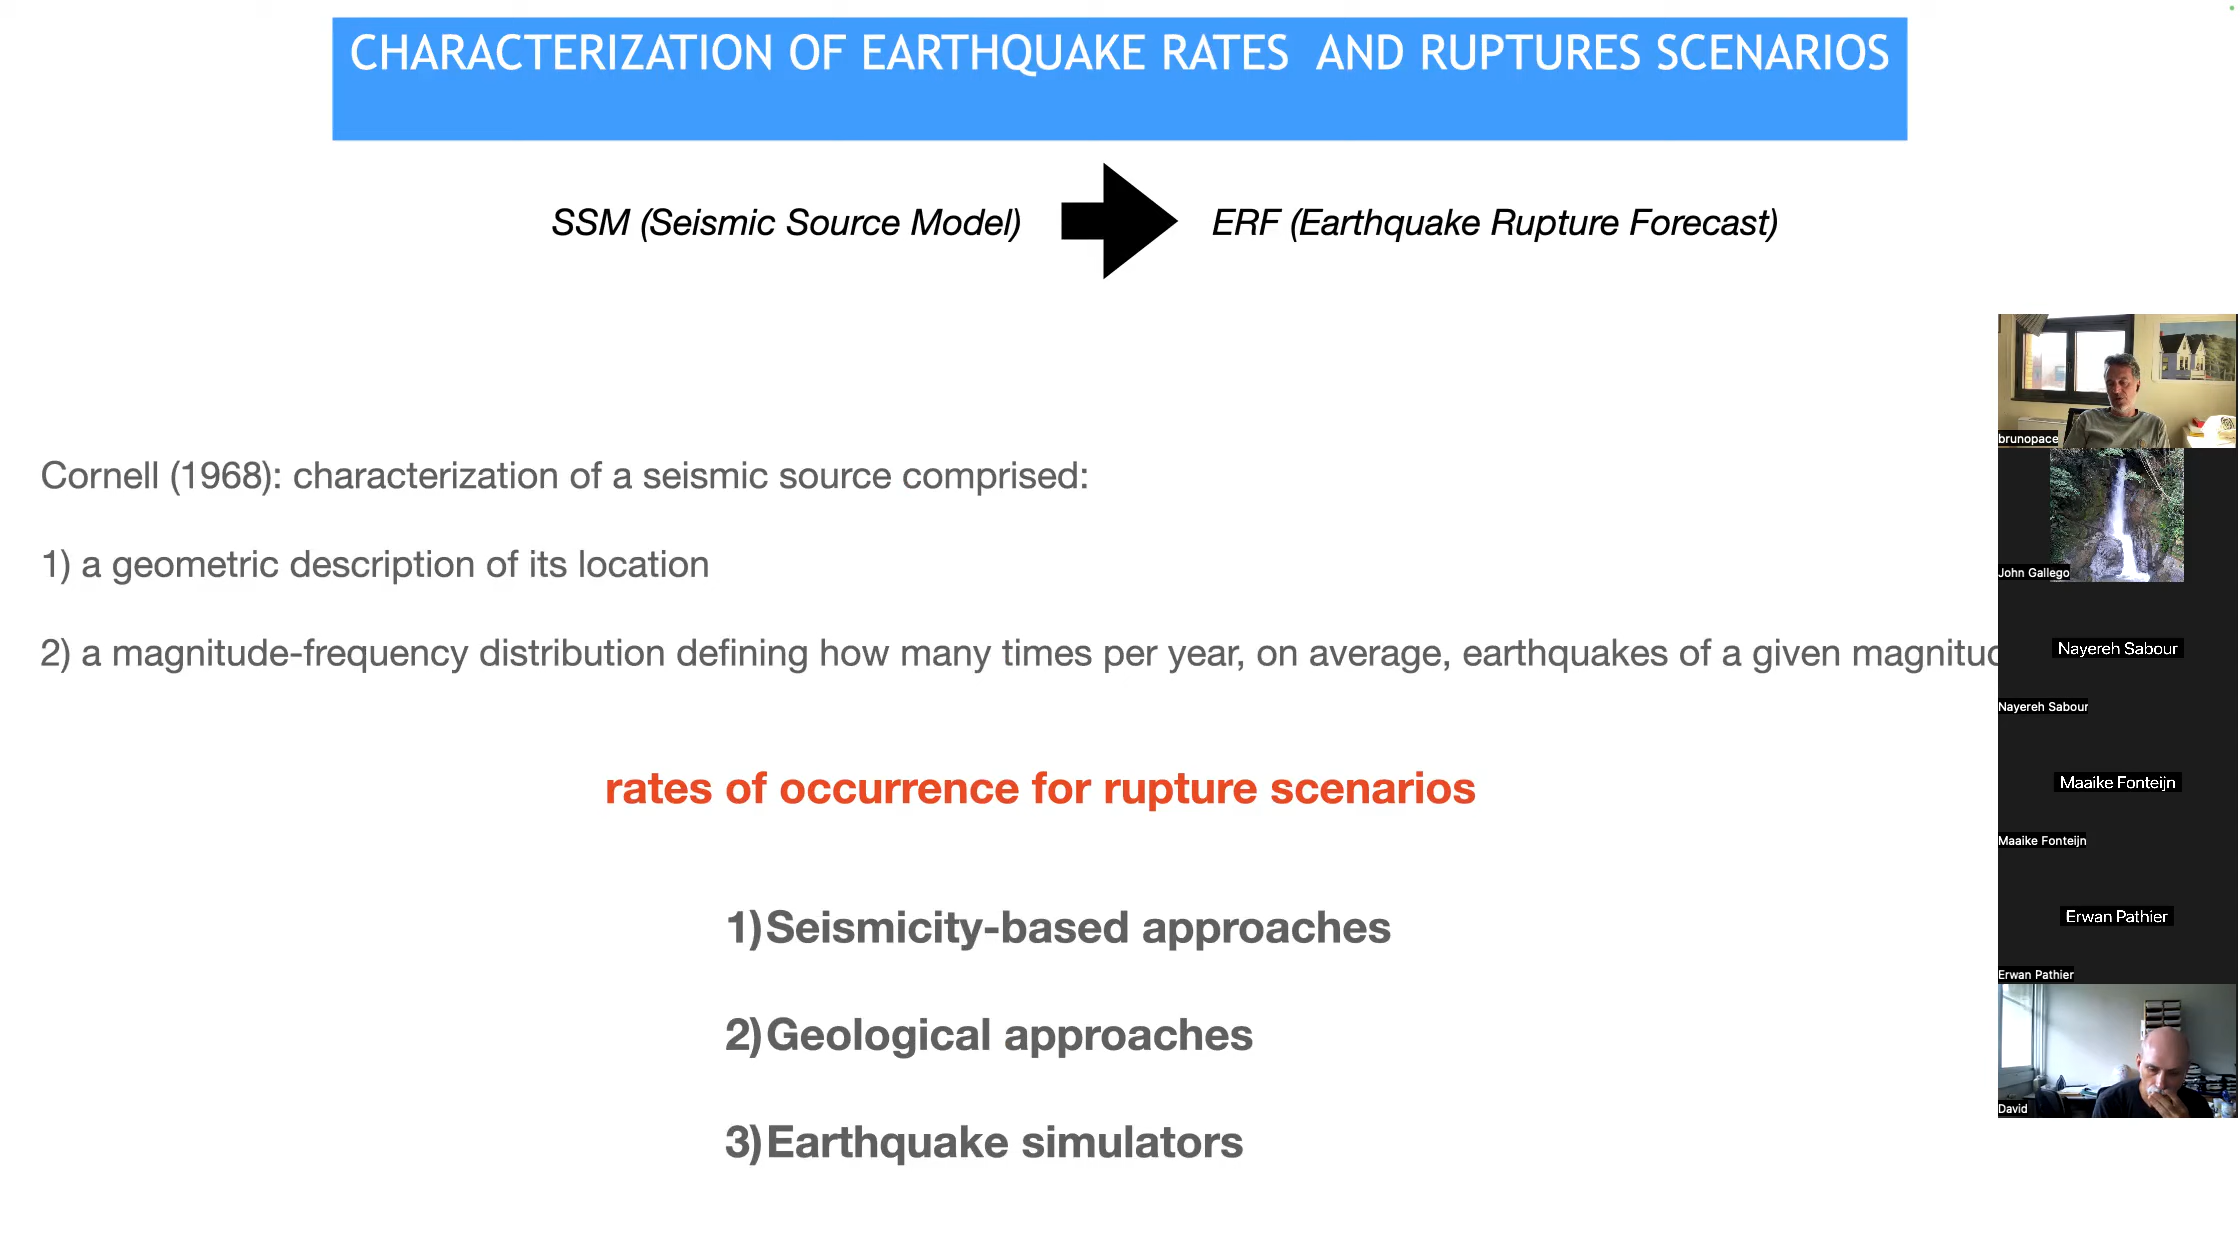 CHARACTERIZATION OF EARTHQUAKE RATES AND RUPTURES SCENARIOS
SSM (Seismic Source Model)
ERF (Earthquake Rupture Forecast)
Cornell (1968): characterization of a seismic source comprised:
1) a geometric description of its location
2) a magnitude-frequency distribution defining how many times per year, on average, earthquakes of a given
rates of occurrence for rupture scenarios
1) Seismicity-based approaches
2) Geological approaches
3) Earthquake simulators
brunopace
John Gallego
Nayereh Sabour
Nayereh Sabour
Maaike Fonteijn
Maaike Fonteijn
Erwan Pathier
Erwan Pathier
David